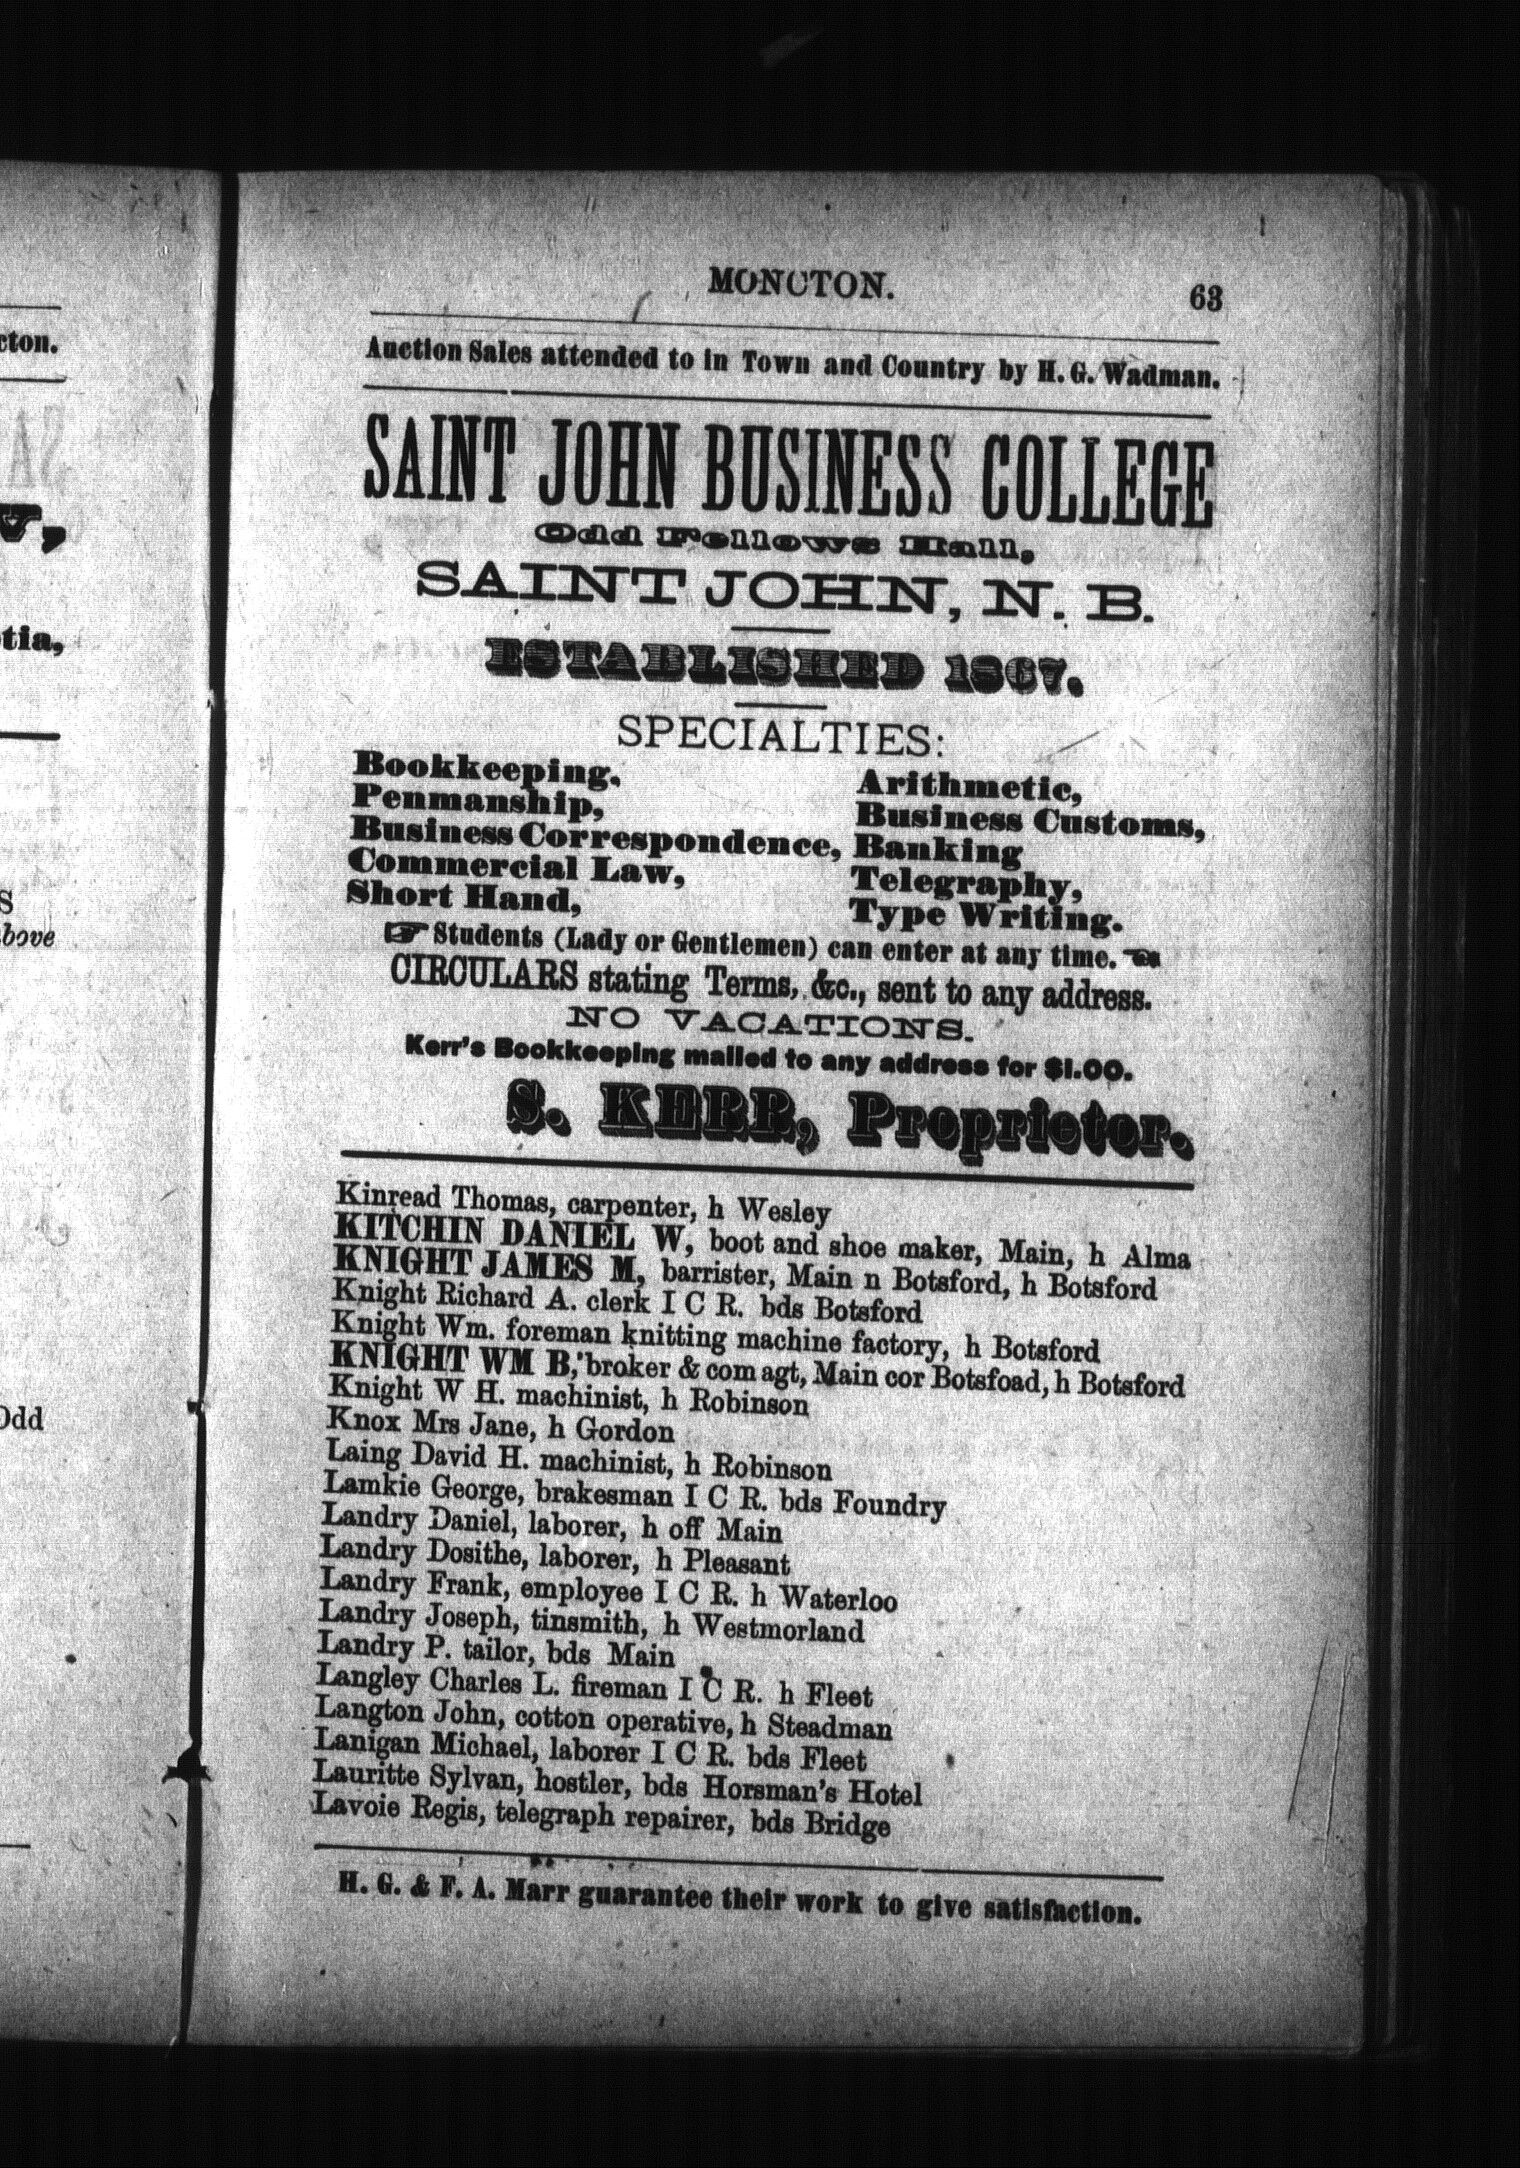 MONCTON. 63
Auction Sales attended to in Town and Country by H. G. Wadman.
SAINT JOHN BUSINESS COLLEGE
Odd Fellows Hall,
SAINT JOHN, N. B.
ESTABLISHED 1867.
SPECIALTIES:
Bookkeeping, Arithmetic,
Penmanship, Business Customs,
Business Correspondence, Banking
Commercial Law, Telegraphy,
Short Hand, Type Writing.
☞ Students (Lady or Gentlemen) can enter at any time. ☜
CIRCULARS stating Terms, &c., sent to any address.
NO VACATIONS.
Kerr's Bookkeeping mailed to any address for $1.00.
S. KERR, Proprietor.
Kinread Thomas, carpenter, h Wesley
KITCHIN DANIEL W, boot and shoe maker, Main, h Alma
KNIGHT JAMES M, barrister, Main n Botsford, h Botsford
Knight Richard A. clerk I C R. bds Botsford
Knight Wm. foreman knitting machine factory, h Botsford
KNIGHT WM B, broker & com agt, Main cor Botsfoad, h Botsford
Knight W H. machinist, h Robinson
Knox Mrs Jane, h Gordon
Laing David H. machinist, h Robinson
Lamkie George, brakesman I C R. bds Foundry
Landry Daniel, laborer, h off Main
Landry Dosithe, laborer, h Pleasant
Landry Frank, employee I C R. h Waterloo
Landry Joseph, tinsmith, h Westmorland
Landry P. tailor, bds Main
Langley Charles L. fireman I C R. h Fleet
Langton John, cotton operative, h Steadman
Lanigan Michael, laborer I C R. bds Fleet
Lauritte Sylvan, hostler, bds Horsman's Hotel
Lavoie Regis, telegraph repairer, bds Bridge
H. G. & F. A. Marr guarantee their work to give satisfaction.